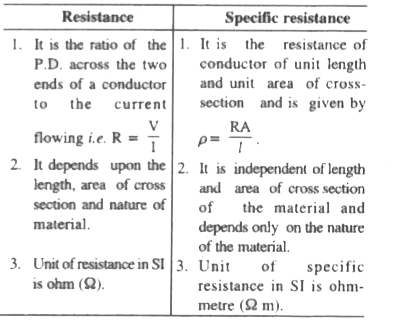 Resistance
Specific resistance
1. It is the ratio of the
P.D. across the two
ends of a conductor
to the current
flowing i.e. R = V/I
2. It depends upon the
length, area of cross
section and nature of
material.
3. Unit of resistance in SI
is ohm (Ω).
1. It is the resistance of
conductor of unit length
and unit area of cross-
section and is given by
ρ = RA/l.
2. It is independent of length
and area of cross section
of the material and
depends only on the nature
of the material.
3. Unit of specific
resistance in SI is ohm-
metre (Ω m).